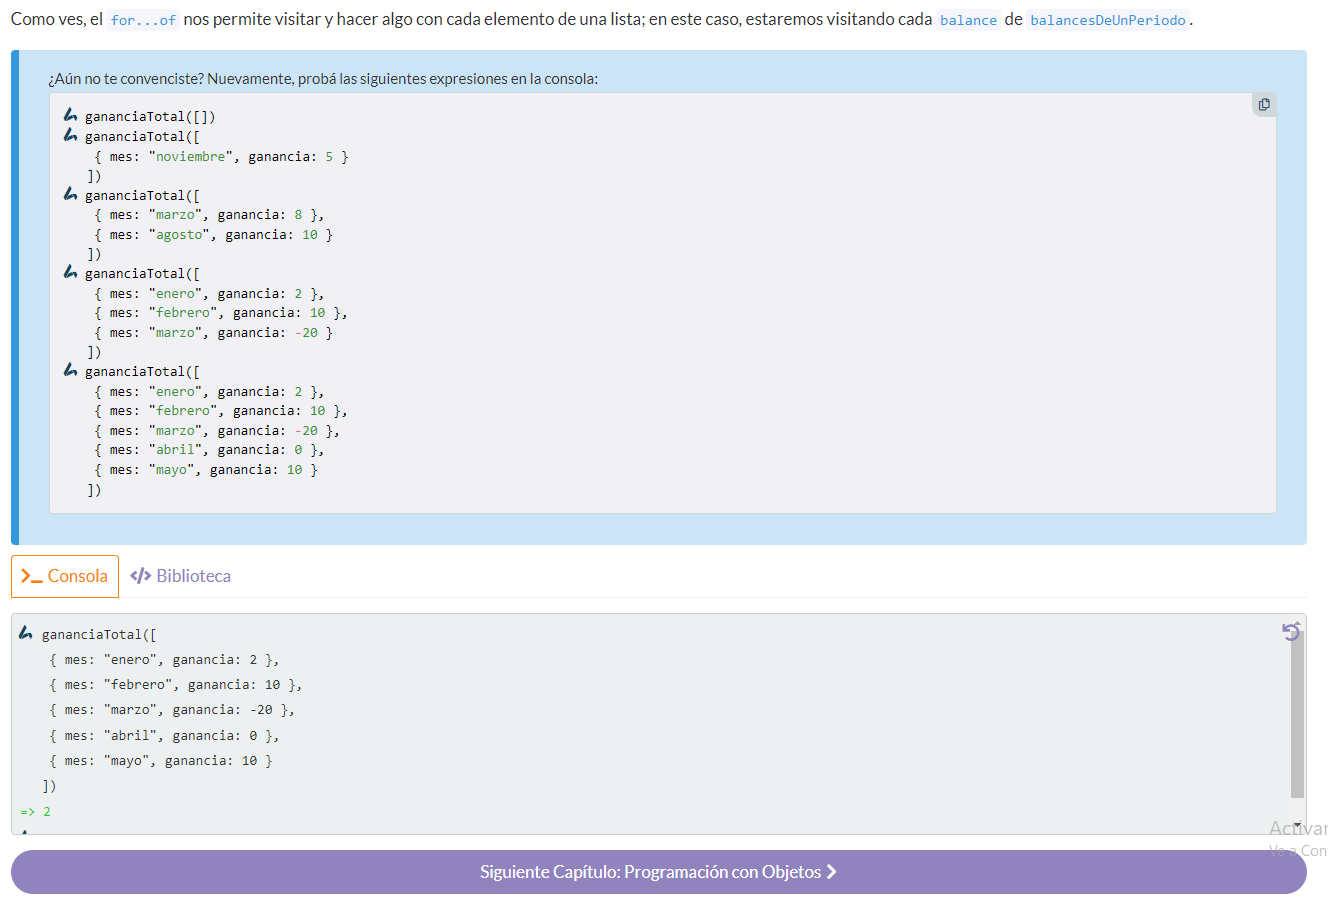 Como ves, el for...of nos permite visitar y hacer algo con cada elemento de una lista; en este caso, estaremos visitando cada balance de balancesDeUnPeriodo.
¿Aún no te convenciste? Nuevamente, probá las siguientes expresiones en la consola:
gananciaTotal([])
gananciaTotal([
{ mes: "noviembre", ganancia: 5 }
])
gananciaTotal([
{ mes: "marzo", ganancia: 8 },
{ mes: "agosto", ganancia: 10 }
])
gananciaTotal([
{ mes: "enero", ganancia: 2 },
{ mes: "febrero", ganancia: 10 },
{ mes: "marzo", ganancia: -20 }
])
gananciaTotal([
{ mes: "enero", ganancia: 2 },
{ mes: "febrero", ganancia: 10 },
{ mes: "marzo", ganancia: -20 },
{ mes: "abril", ganancia: 0 },
{ mes: "mayo", ganancia: 10 }
])
>_ Consola </> Biblioteca
gananciaTotal([
{ mes: "enero", ganancia: 2 },
{ mes: "febrero", ganancia: 10 },
{ mes: "marzo", ganancia: -20 },
{ mes: "abril", ganancia: 0 },
{ mes: "mayo", ganancia: 10 }
])
=> 2
Activar
Ve a Con
Siguiente Capítulo: Programación con Objetos >